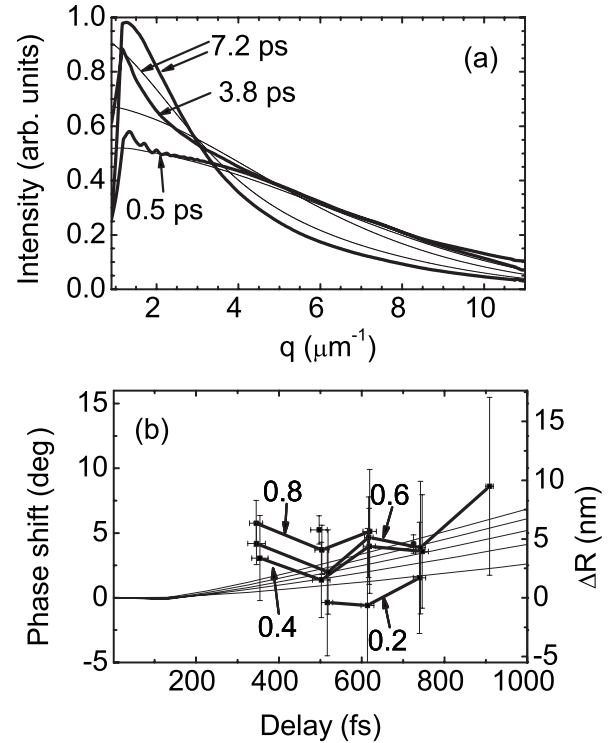 (a)
7.2 ps
3.8 ps
0.5 ps
Intensity (arb. units)
1.0
0.8
0.6
0.4
0.2
0.0
2 4 6 8 10
q (μm⁻¹)
(b)
Phase shift (deg)
15
10
5
0
-5
0.8
0.6
0.4
0.2
ΔR (nm)
15
10
5
0
-5
200 400 600 800 1000
Delay (fs)